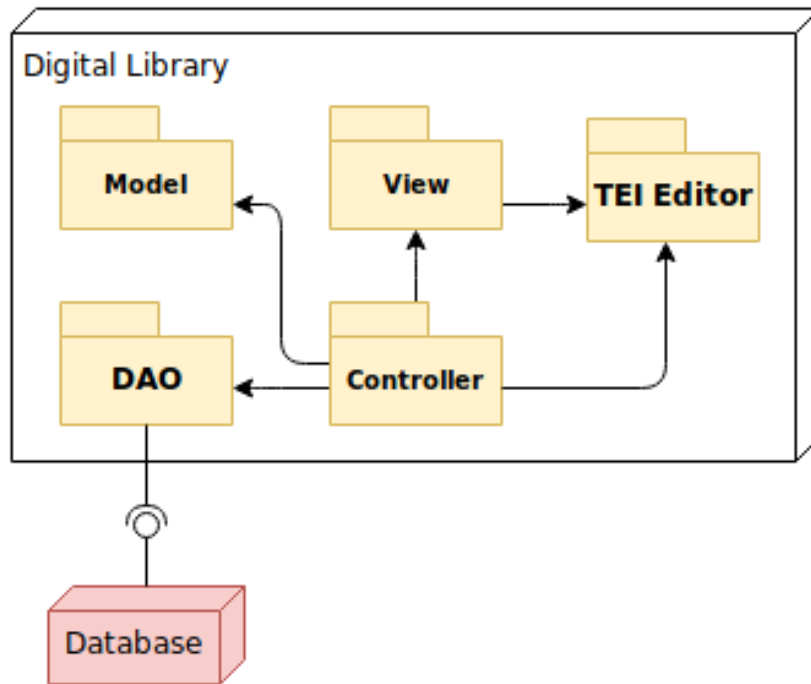 Digital Library
Model
View
TEI Editor
DAO
Controller
Database